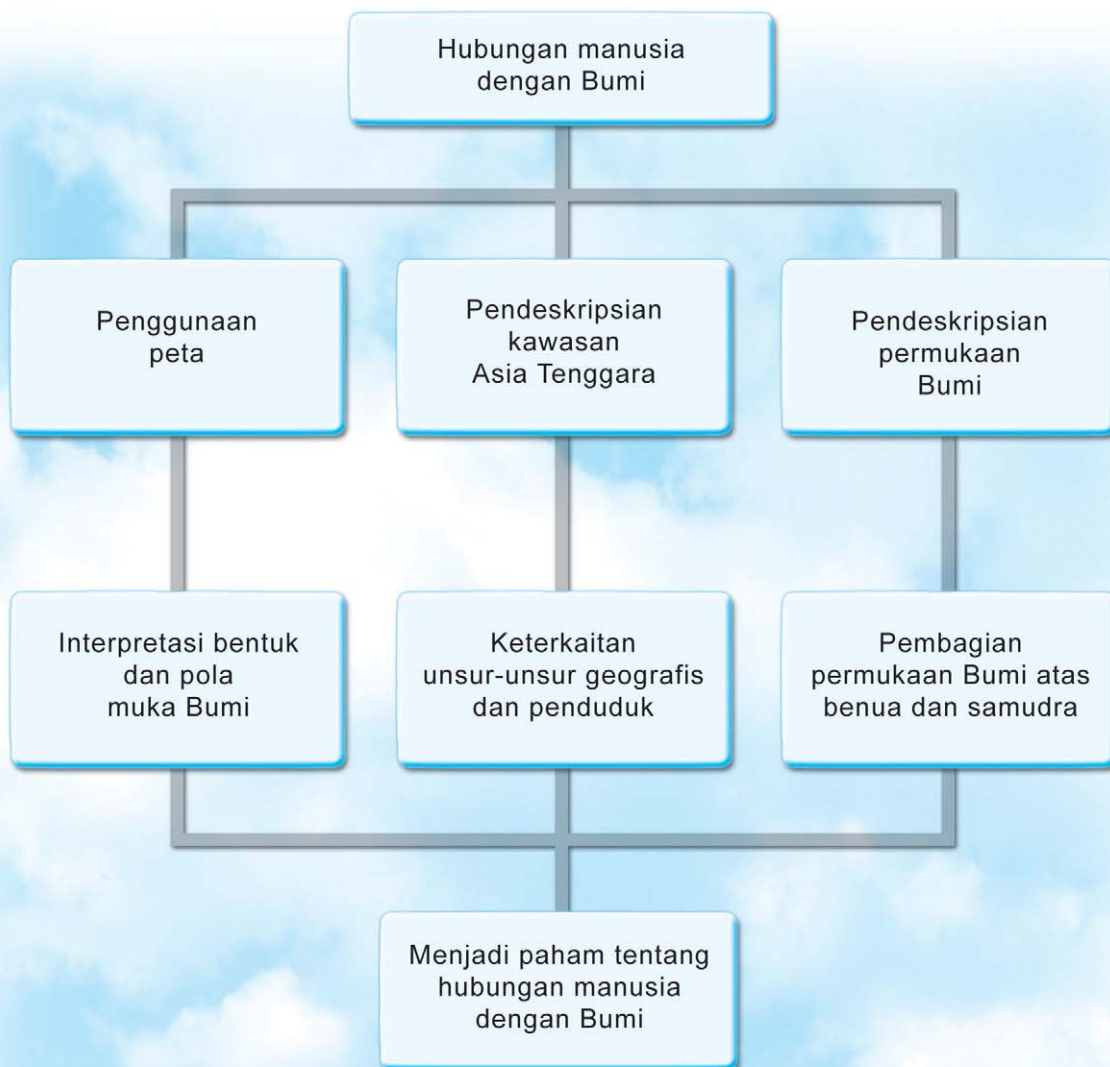 Hubungan manusia
dengan Bumi
Penggunaan
peta
Pendeskripsian
kawasan
Asia Tenggara
Pendeskripsian
permukaan
Bumi
Interpretasi bentuk
dan pola
muka Bumi
Keterkaitan
unsur-unsur geografis
dan penduduk
Pembagian
permukaan Bumi atas
benua dan samudra
Menjadi paham tentang
hubungan manusia
dengan Bumi